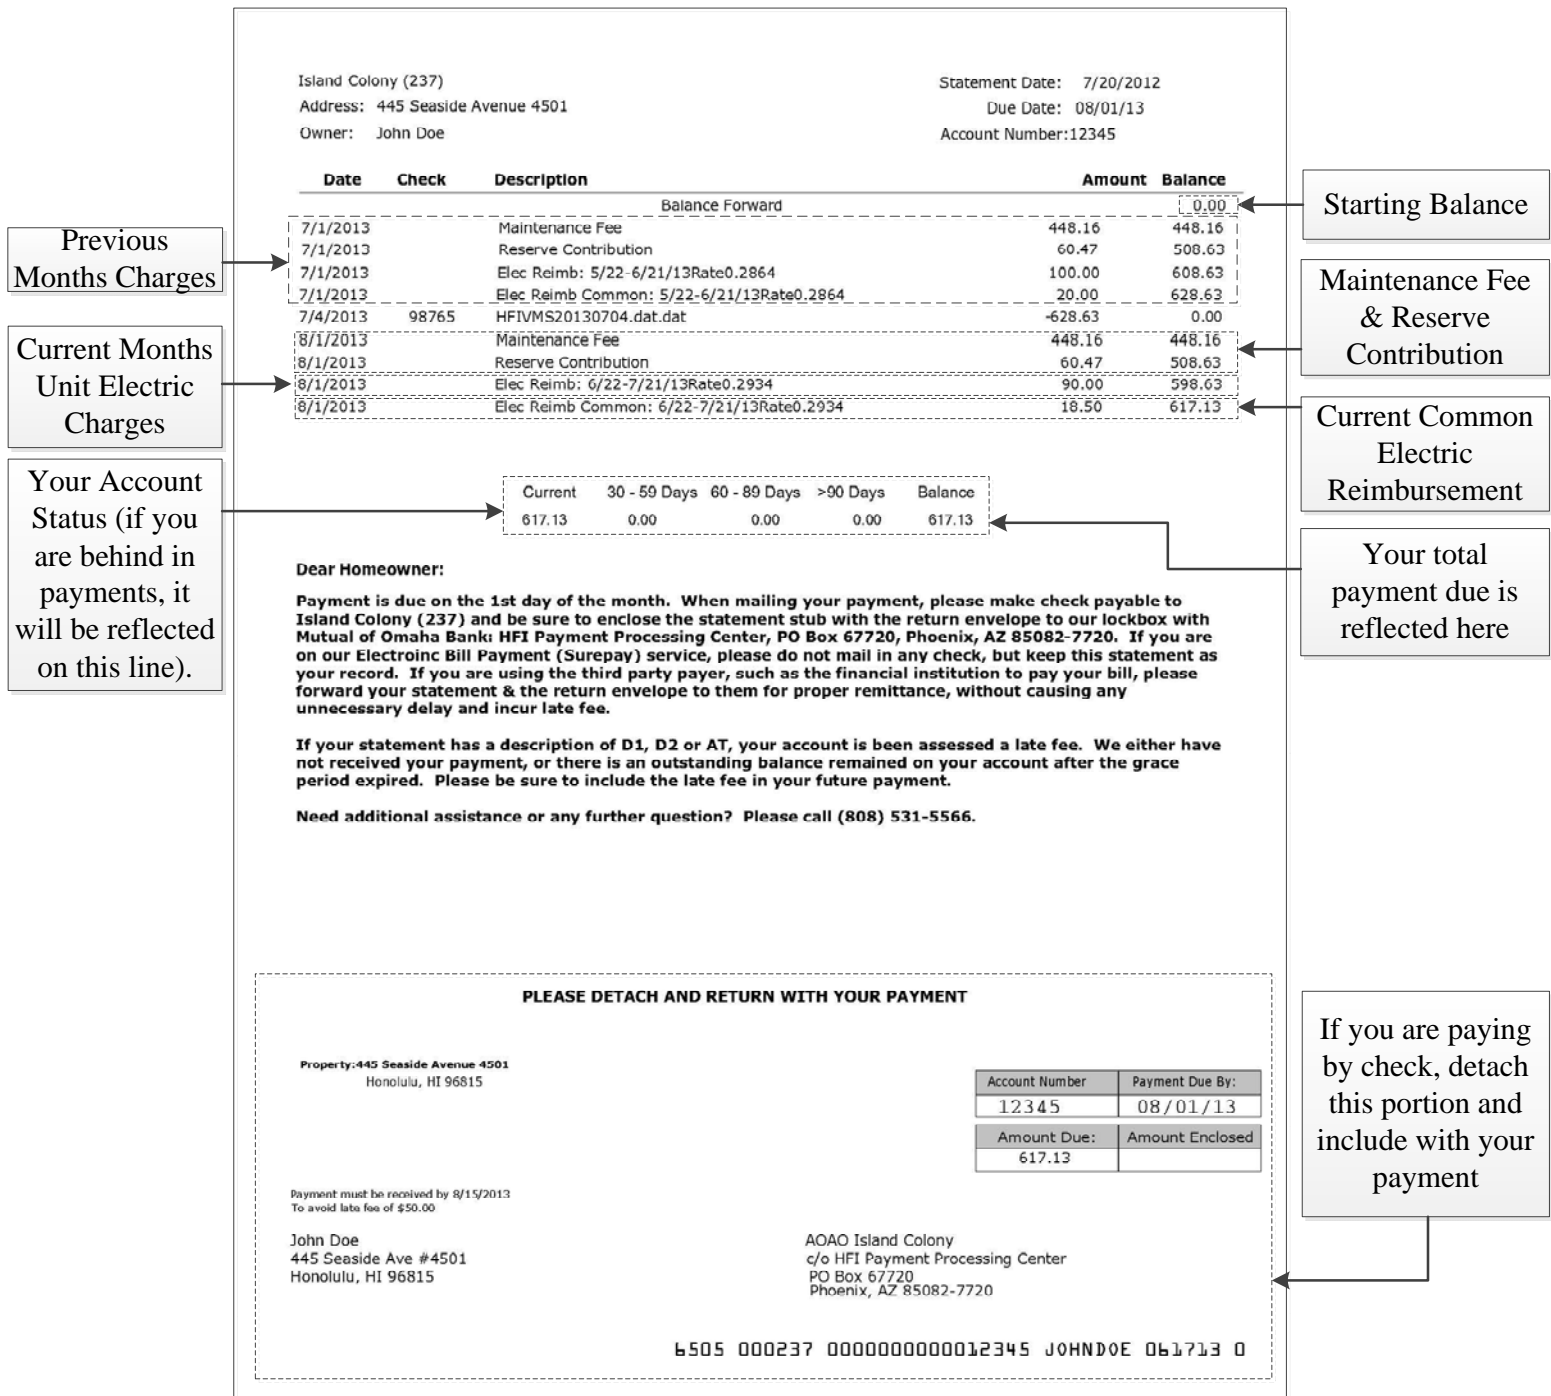 Island Colony (237)
Address: 445 Seaside Avenue 4501
Owner: John Doe
Statement Date: 7/20/2012
Due Date: 08/01/13
Account Number:12345
Date Check Description Amount Balance
Balance Forward 0.00
7/1/2013 Maintenance Fee 448.16 448.16
7/1/2013 Reserve Contribution 60.47 508.63
7/1/2013 Elec Reimb: 5/22-6/21/13Rate0.2864 100.00 608.63
7/1/2013 Elec Reimb Common: 5/22-6/21/13Rate0.2864 20.00 628.63
7/4/2013 98765 HFIVMS20130704.dat.dat -628.63 0.00
8/1/2013 Maintenance Fee 448.16 448.16
8/1/2013 Reserve Contribution 60.47 508.63
8/1/2013 Elec Reimb: 6/22-7/21/13Rate0.2934 90.00 598.63
8/1/2013 Elec Reimb Common: 6/22-7/21/13Rate0.2934 18.50 617.13
Starting Balance
Previous
Months Charges
Maintenance Fee
& Reserve
Contribution
Current Months
Unit Electric
Charges
Current Common
Electric
Reimbursement
Your Account
Status (if you
are behind in
payments, it
will be reflected
on this line).
Current 30 - 59 Days 60 - 89 Days >90 Days Balance
617.13 0.00 0.00 0.00 617.13
Your total
payment due is
reflected here
Dear Homeowner:
Payment is due on the 1st day of the month. When mailing your payment, please make check payable to
Island Colony (237) and be sure to enclose the statement stub with the return envelope to our lockbox with
Mutual of Omaha Bank: HFI Payment Processing Center, PO Box 67720, Phoenix, AZ 85082-7720. If you are
on our Electroinc Bill Payment (Surepay) service, please do not mail in any check, but keep this statement as
your record. If you are using the third party payer, such as the financial institution to pay your bill, please
forward your statement & the return envelope to them for proper remittance, without causing any
unnecessary delay and incur late fee.
If your statement has a description of D1, D2 or AT, your account is been assessed a late fee. We either have
not received your payment, or there is an outstanding balance remained on your account after the grace
period expired. Please be sure to include the late fee in your future payment.
Need additional assistance or any further question? Please call (808) 531-5566.
PLEASE DETACH AND RETURN WITH YOUR PAYMENT
Property:445 Seaside Avenue 4501
Honolulu, HI 96815
Account Number Payment Due By:
12345 08/01/13
Amount Due: Amount Enclosed
617.13
Payment must be received by 8/15/2013
To avoid late fee of $50.00
John Doe
445 Seaside Ave #4501
Honolulu, HI 96815
AOAO Island Colony
c/o HFI Payment Processing Center
PO Box 67720
Phoenix, AZ 85082-7720
6505 000237 0000000000012345 JOHNDOE 061713 0
If you are paying
by check, detach
this portion and
include with your
payment